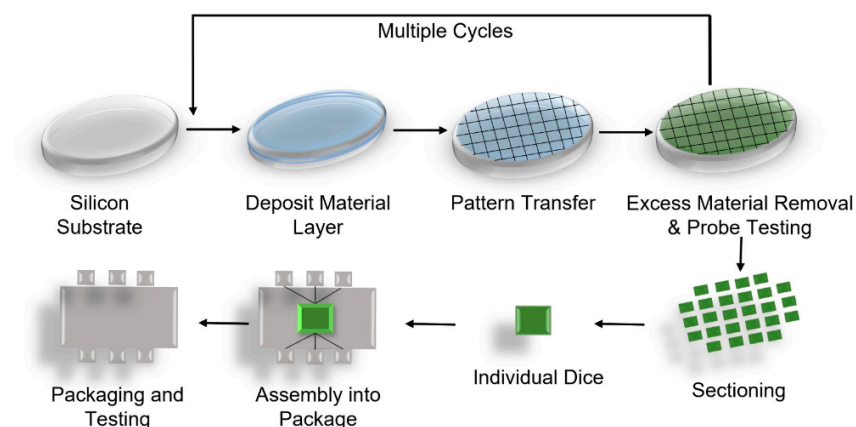 Multiple Cycles
Silicon
Substrate
Deposit Material
Layer
Pattern Transfer
Excess Material Removal
& Probe Testing
Packaging and
Testing
Assembly into
Package
Individual Dice
Sectioning